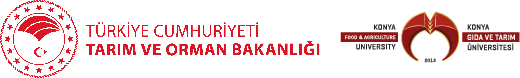 TÜRKİYE CUMHURİYETİ
TARIM VE ORMAN BAKANLIĞI
KONYA
FOOD & AGRICULTURE
UNIVERSITY
2013
KONYA
GIDA VE TARIM
ÜNİVERSİTESİ